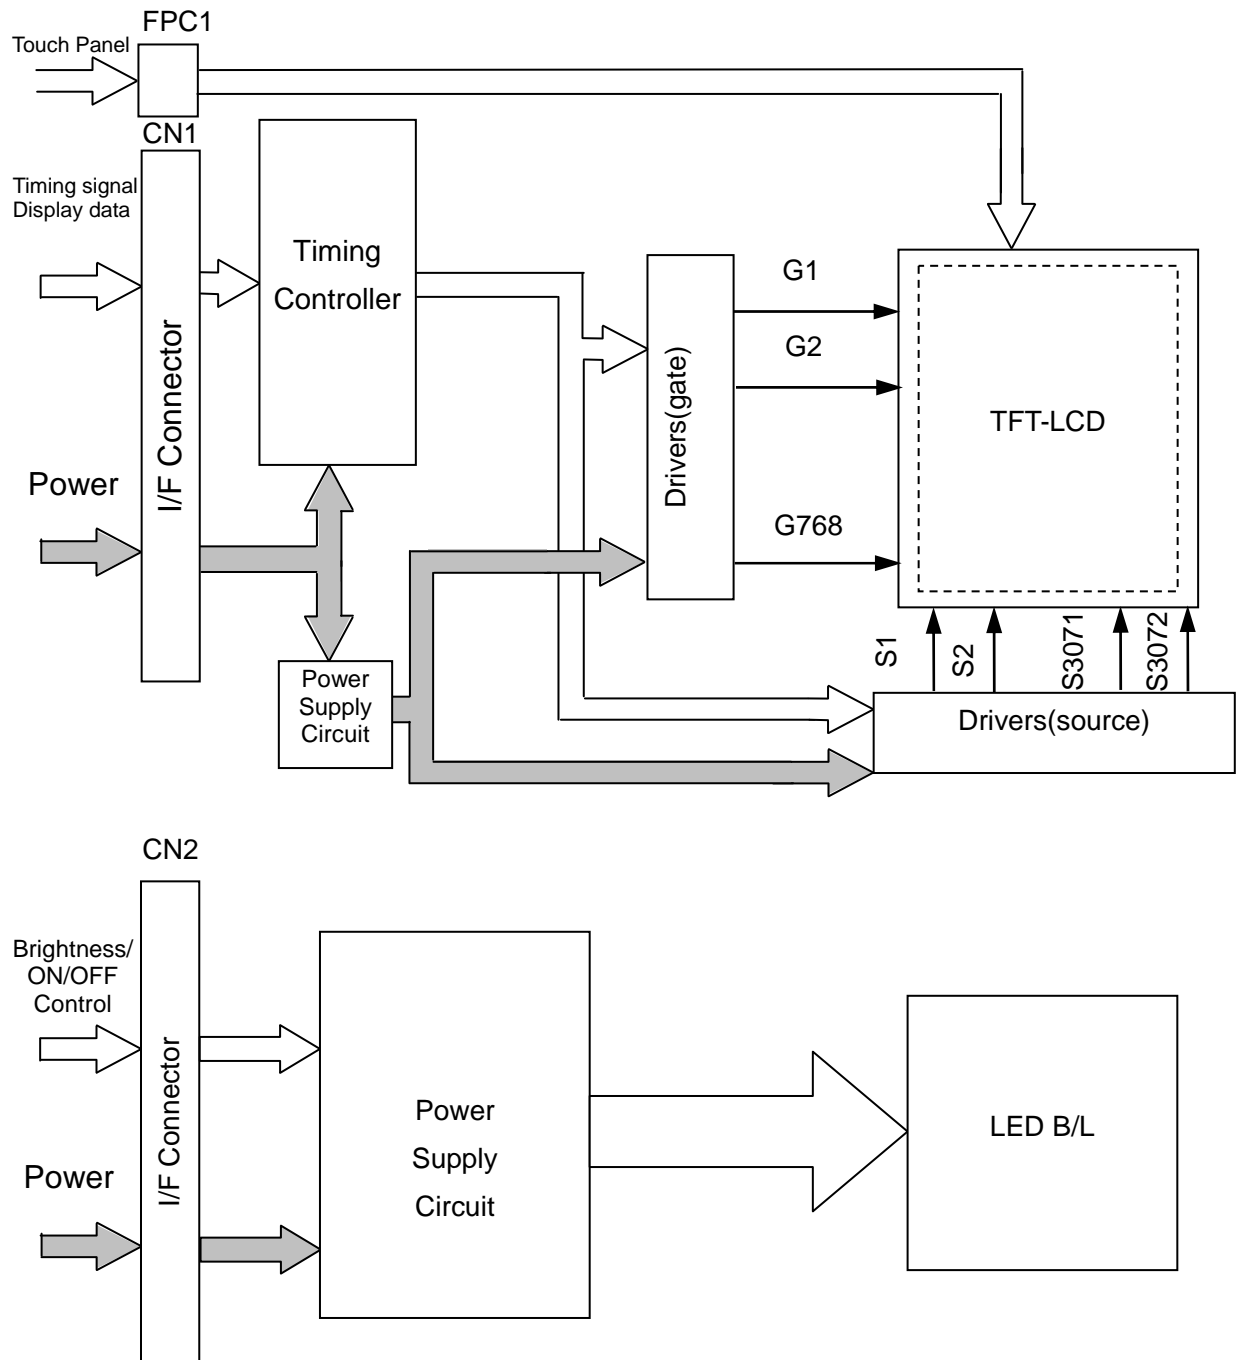 FPC1
Touch Panel
CN1
Timing signal
Display data
Timing
Controller
I/F Connector
Power
Drivers(gate)
G1
G2
G768
TFT-LCD
S1
S2
S3071
S3072
Power
Supply
Circuit
Drivers(source)
CN2
Brightness/
ON/OFF
Control
I/F Connector
Power
Power
Supply
Circuit
LED B/L